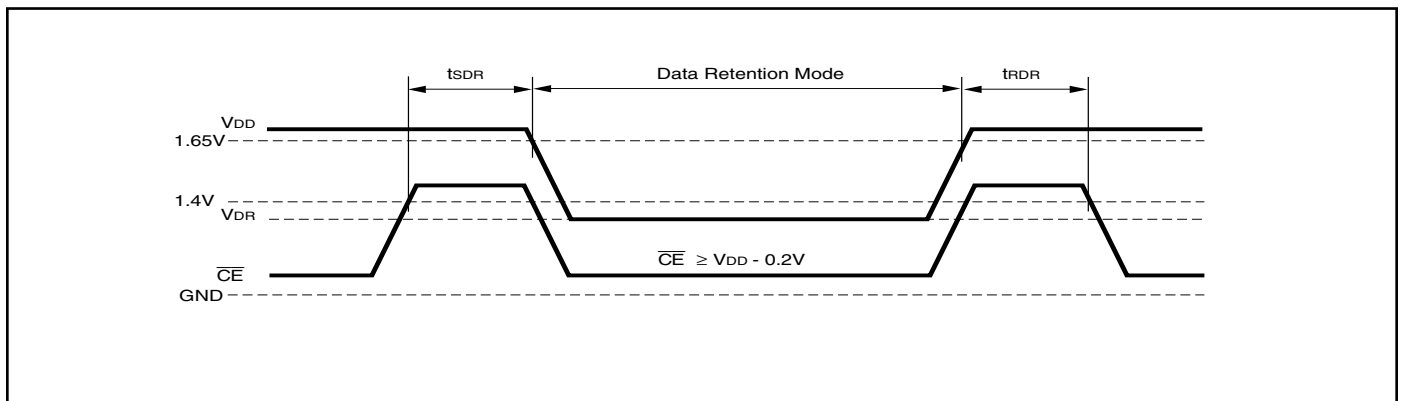 tSDR Data Retention Mode tRDR
VDD
1.65V
1.4V
VDR
CE ≥ VDD - 0.2V
CE
GND